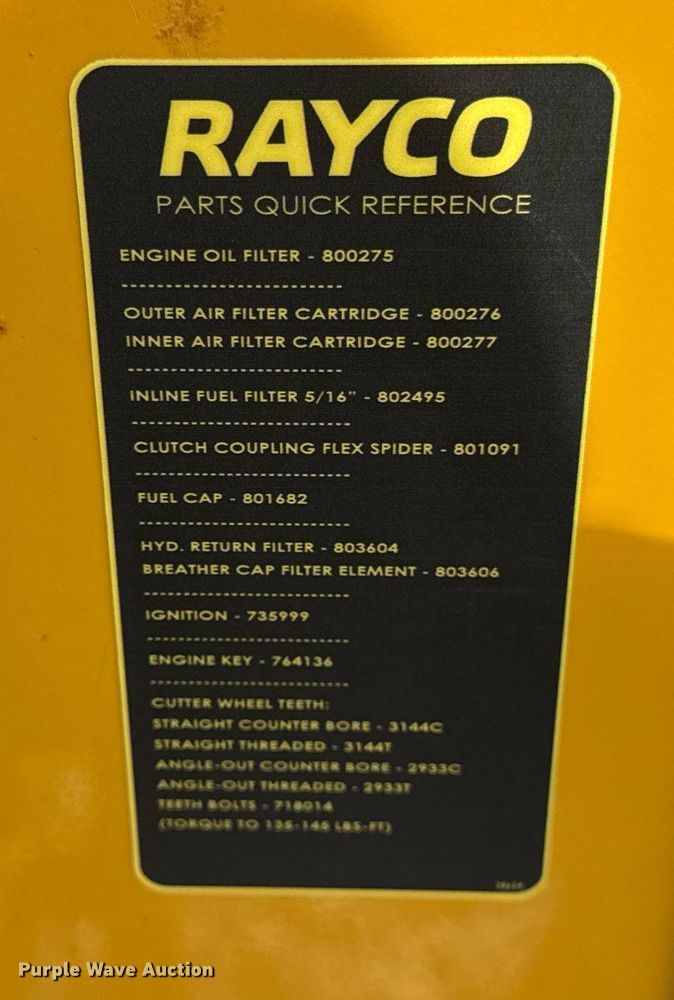 RAYCO
PARTS QUICK REFERENCE
ENGINE OIL FILTER - 800275
-------------------------
OUTER AIR FILTER CARTRIDGE - 800276
INNER AIR FILTER CARTRIDGE - 800277
-------------------------
INLINE FUEL FILTER 5/16" - 802495
-------------------------
CLUTCH COUPLING FLEX SPIDER - 801091
-------------------------
FUEL CAP - 801682
-------------------------
HYD. RETURN FILTER - 803604
BREATHER CAP FILTER ELEMENT - 803606
-------------------------
IGNITION - 735999
-------------------------
ENGINE KEY - 764136
-------------------------
CUTTER WHEEL TEETH:
STRAIGHT COUNTER BORE - 3144C
STRAIGHT THREADED - 3144T
ANGLE-OUT COUNTER BORE - 2933C
ANGLE-OUT THREADED - 2933T
TEETH BOLTS - 718014
(TORQUE TO 135-145 LBS-FT)
Purple Wave Auction